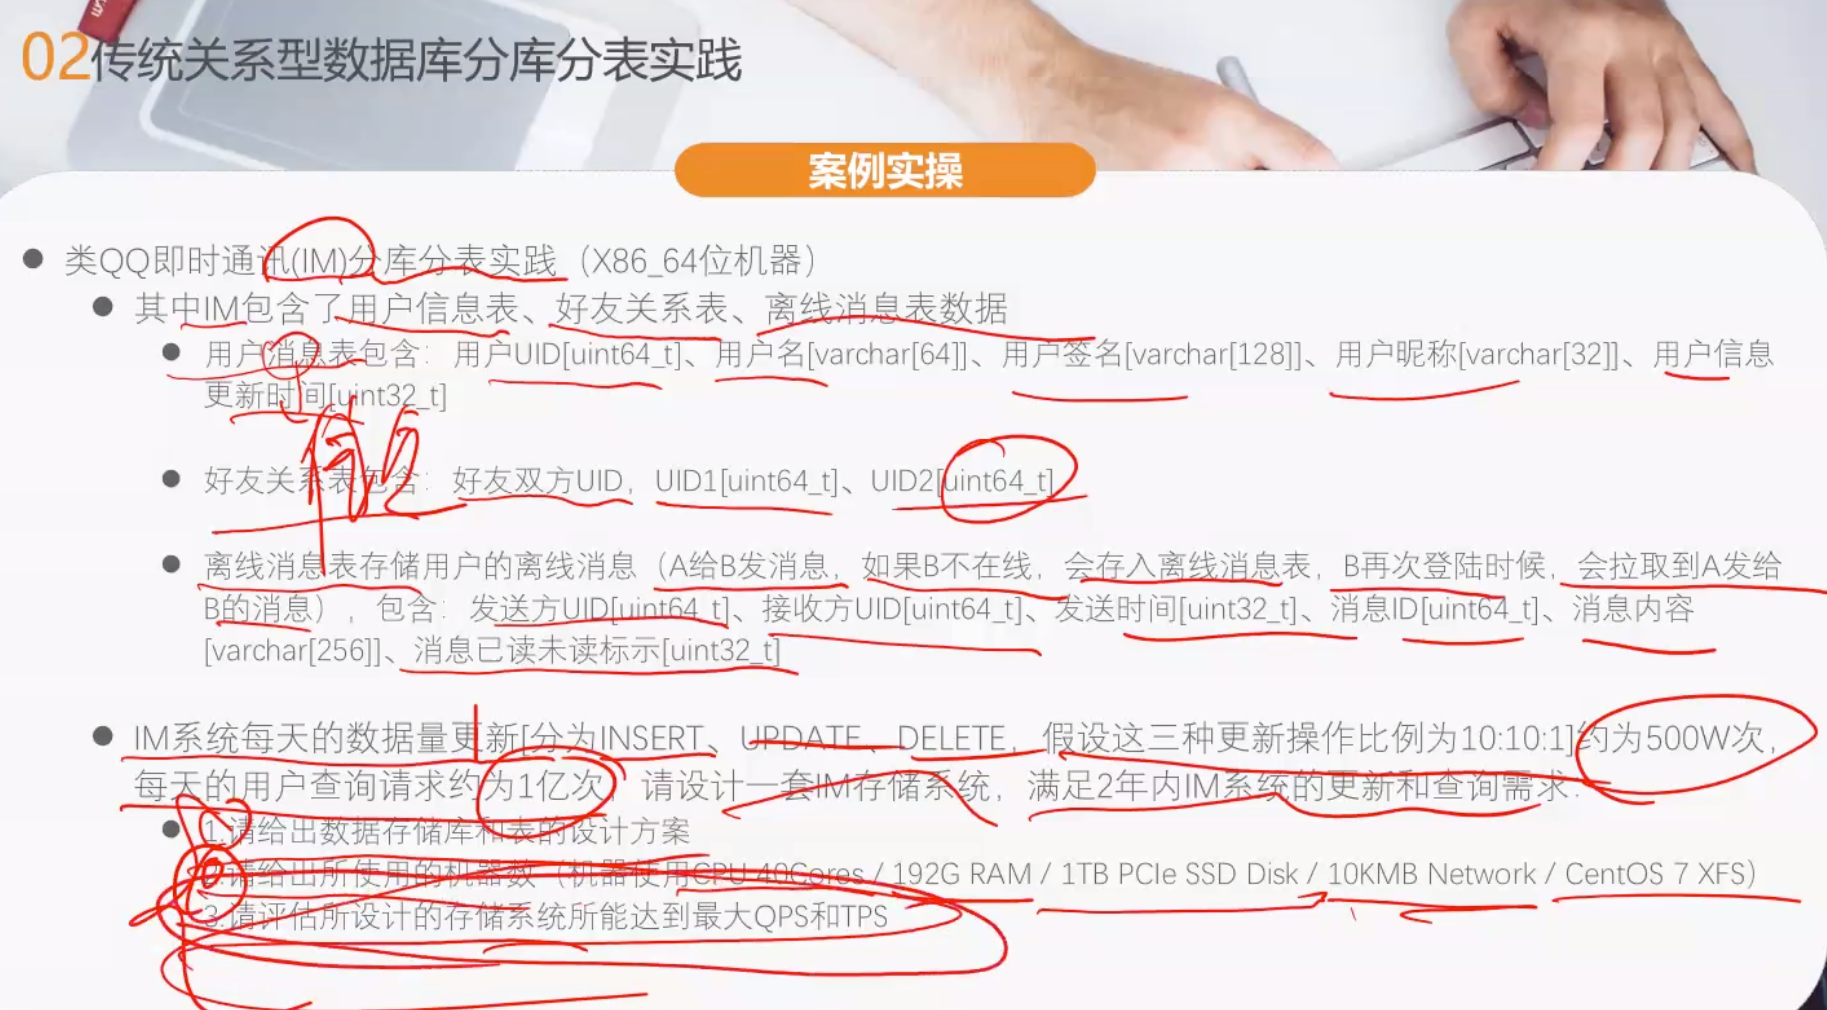 02传统关系型数据库分库分表实践
案例实操
类QQ即时通讯(IM)分库分表实践（X86_64位机器）
其中IM包含了用户信息表、好友关系表、离线消息表数据
用户消息表包含：用户UID[uint64_t]、用户名[varchar[64]]、用户签名[varchar[128]]、用户昵称[varchar[32]]、用户信息
更新时间[uint32_t]
信息
好友关系表包含：好友双方UID，UID1[uint64_t]、UID2[uint64_t]
离线消息表存储用户的离线消息（A给B发消息，如果B不在线，会存入离线消息表，B再次登陆时候，会拉取到A发给
B的消息），包含：发送方UID[uint64_t]、接收方UID[uint64_t]、发送时间[uint32_t]、消息ID[uint64_t]、消息内容
[varchar[256]]、消息已读未读标示[uint32_t]
IM系统每天的数据量更新[分为INSERT、UPDATE、DELETE，假设这三种更新操作比例为10:10:1]约为500W次，
每天的用户查询请求约为1亿次，请设计一套IM存储系统，满足2年内IM系统的更新和查询需求：
1.请给出数据存储库和表的设计方案
2.请给出所使用的机器数（机器使用CPU 40Cores / 192G RAM / 1TB PCIe SSD Disk / 10KMB Network / CentOS 7 XFS）
3.请评估所设计的存储系统所能达到最大QPS和TPS